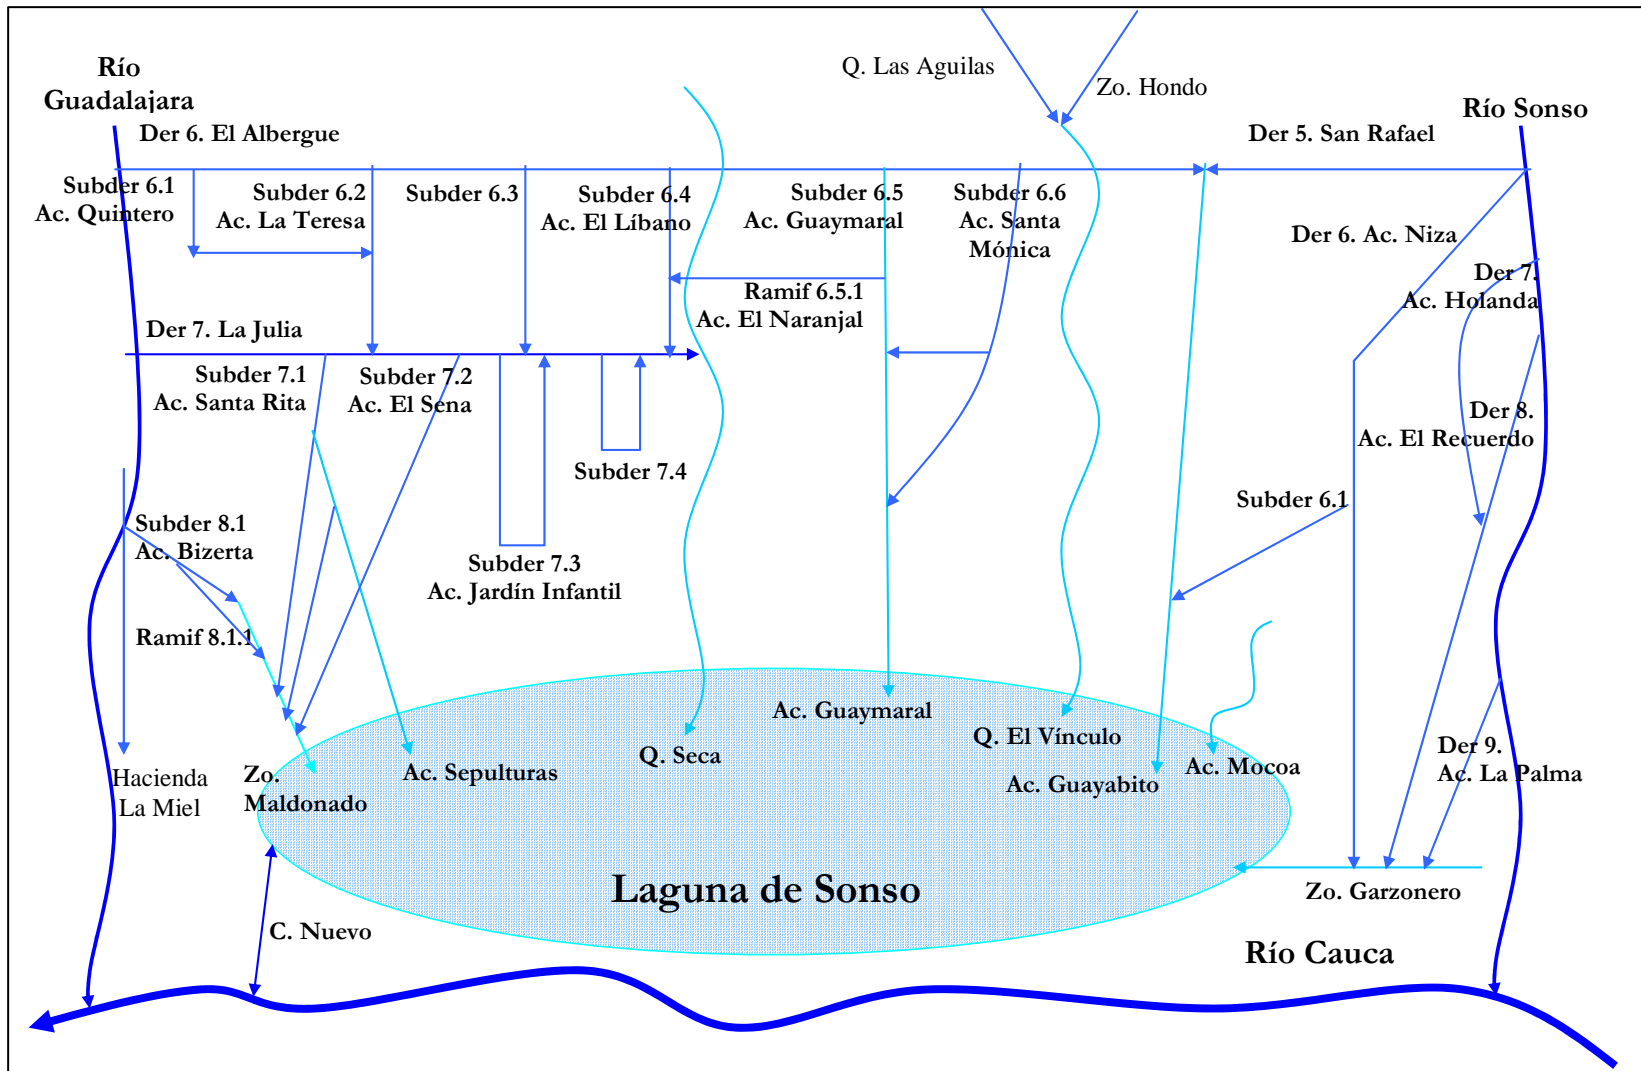 Q. Las Aguilas
Zo. Hondo
Río
Guadalajara
Río Sonso
Der 6. El Albergue
Der 5. San Rafael
Subder 6.1
Ac. Quintero
Subder 6.2
Ac. La Teresa
Subder 6.3
Subder 6.4
Ac. El Líbano
Subder 6.5
Ac. Guaymaral
Subder 6.6
Ac. Santa
Mónica
Der 6. Ac. Niza
Der 7.
Ac. Holanda
Ramif 6.5.1
Ac. El Naranjal
Der 7. La Julia
Subder 7.1
Ac. Santa Rita
Subder 7.2
Ac. El Sena
Der 8.
Ac. El Recuerdo
Subder 7.4
Subder 6.1
Subder 8.1
Ac. Bizerta
Subder 7.3
Ac. Jardín Infantil
Ramif 8.1.1
Hacienda
La Miel
Zo.
Maldonado
Ac. Sepulturas
Q. Seca
Ac. Guaymaral
Q. El Vínculo
Ac. Guayabito
Ac. Mocoa
Der 9.
Ac. La Palma
Laguna de Sonso
Zo. Garzonero
C. Nuevo
Río Cauca